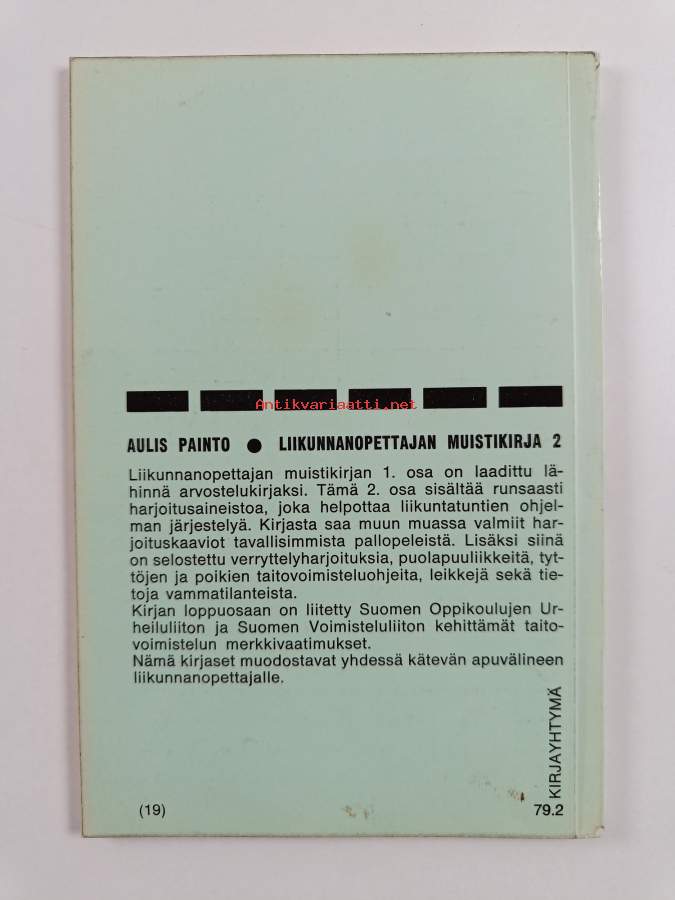 Antikvariaatti.net
AULIS PAINTO ● LIIKUNNANOPETTAJAN MUISTIKIRJA 2
Liikunnanopettajan muistikirjan 1. osa on laadittu lä-
hinnä arvostelukirjaksi. Tämä 2. osa sisältää runsaasti
harjoitusaineistoa, joka helpottaa liikuntatuntien ohjel-
man järjestelyä. Kirjasta saa muun muassa valmiit har-
joituskaaviot tavallisimmista pallopeleistä. Lisäksi siinä
on selostettu verryttelyharjoituksia, puolapuuliikkeitä, tyt-
töjen ja poikien taitovoimisteluohjeita, leikkejä sekä tie-
toja vammatilanteista.
Kirjan loppuosaan on liitetty Suomen Oppikoulujen Ur-
heiluliiton ja Suomen Voimisteluliiton kehittämät taito-
voimistelun merkkivaatimukset.
Nämä kirjaset muodostavat yhdessä kätevän apuvälineen
liikunnanopettajalle.
KIRJAYHTYMÄ
(19)
79.2